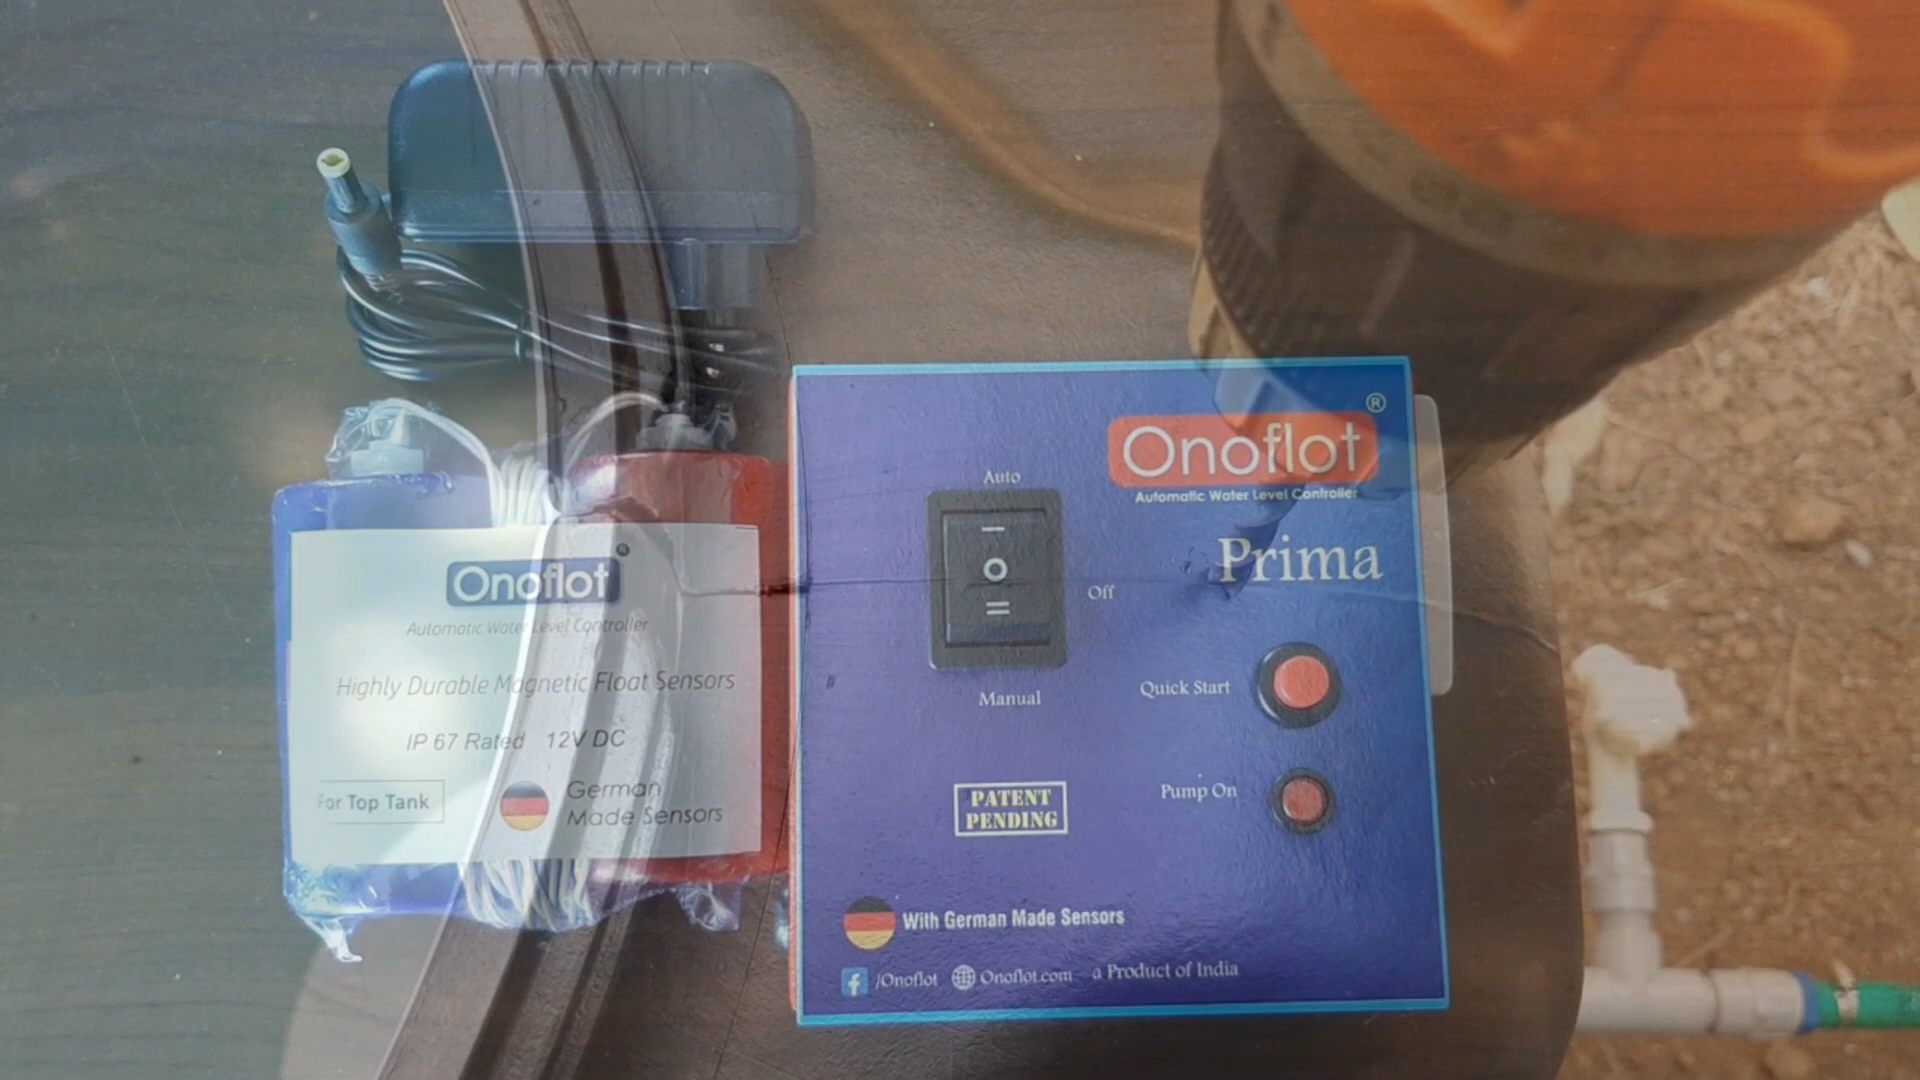 Onoflot ®
Automatic Water Level Controller
Highly Durable Magnetic Float Sensors
IP 67 Rated 12V DC
For Top Tank
German
Made Sensors
®
Onoflot
Automatic Water Level Controller
Prima
Auto
Off
Manual
Quick Start
Pump On
PATENT
PENDING
With German Made Sensors
/Onoflot Onoflot.com a Product of India